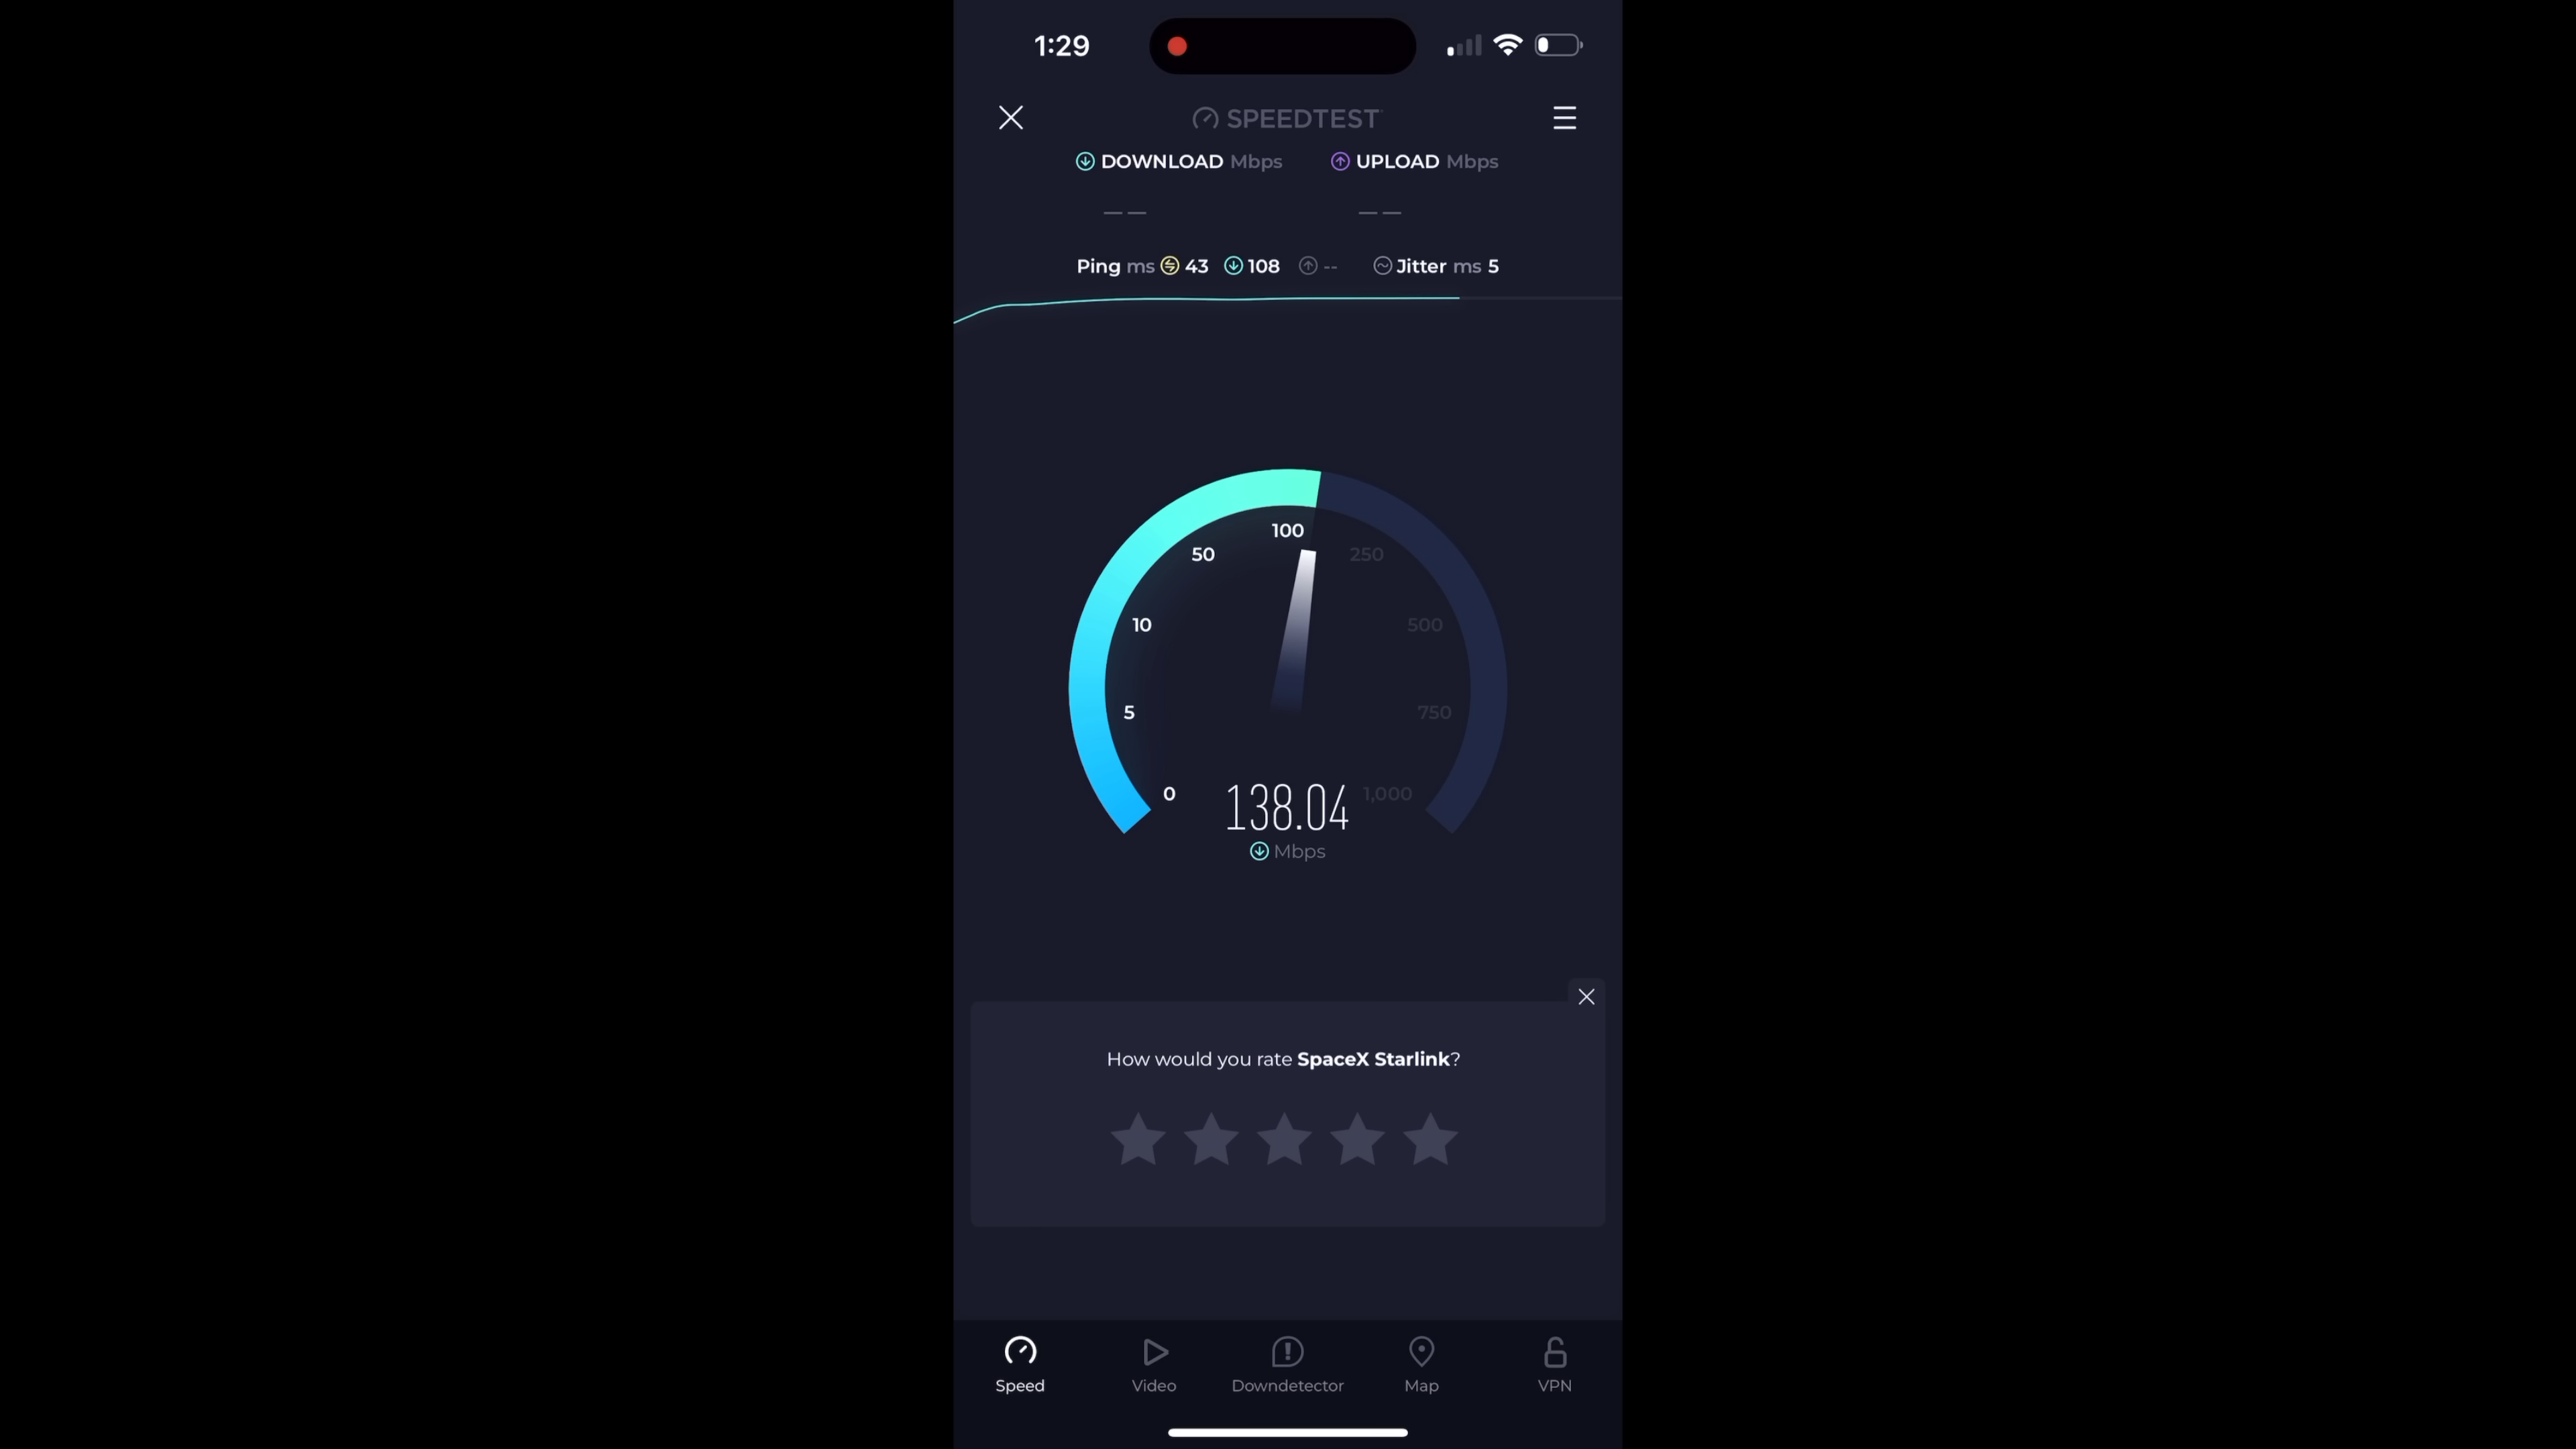 1:29
SPEEDTEST
DOWNLOAD Mbps UPLOAD Mbps
— — — —
Ping ms 43 108 -- Jitter ms 5
100
50 250
10 500
5 750
0 1,000
138.04
Mbps
How would you rate SpaceX Starlink?
Speed Video Downdetector Map VPN